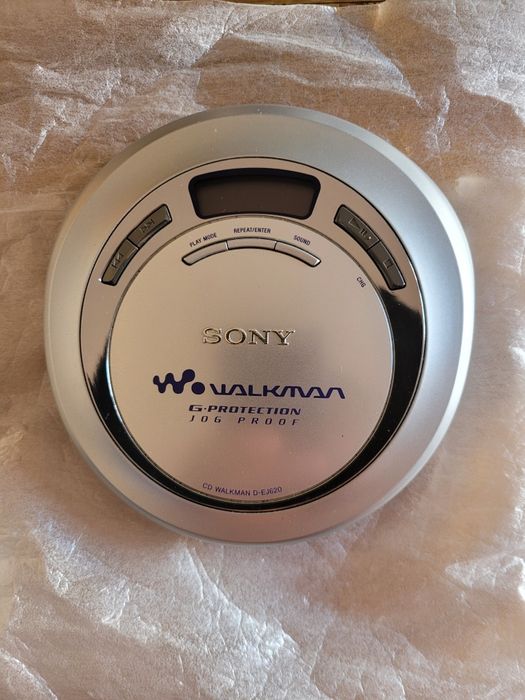 PLAY MODE
REPEAT/ENTER
SOUND
CHG
SONY
WALKMAN
G-PROTECTION
JOG PROOF
CD WALKMAN D-EJ620